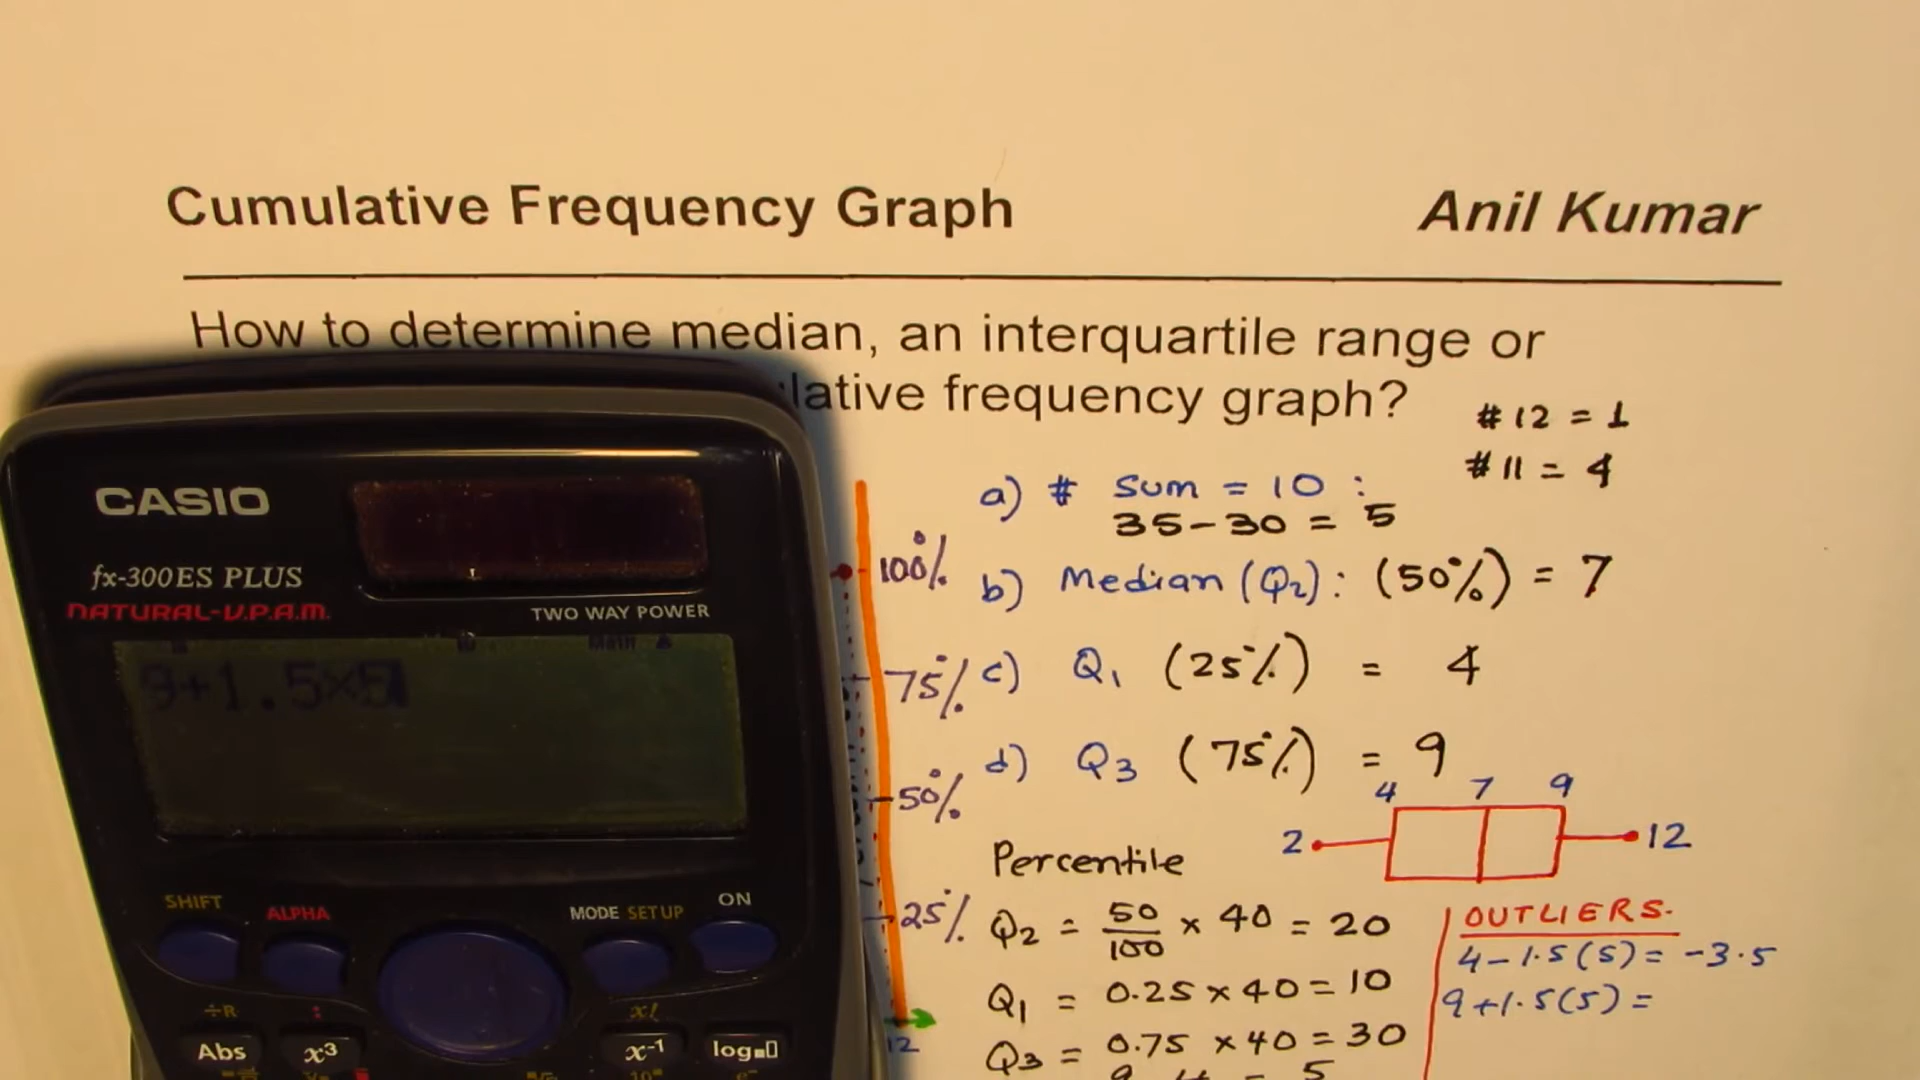 Cumulative Frequency Graph Anil Kumar
How to determine median, an interquartile range or
lative frequency graph?
# 12 = 1
# 11 = 4
a) # Sum = 10 :
35 - 30 = 5
b) Median (Q2) : (50%) = 7
c) Q1 (25%) = 4
d) Q3 (75%) = 9
4 7 9
2 12
Percentile
Q2 = 50/100 × 40 = 20
Q1 = 0.25 × 40 = 10
Q3 = 0.75 × 40 = 30
OUTLIERS.
4 - 1.5 (5) = -3.5
9 + 1.5 (5) =
100%
75%
50%
25%
12
CASIO
fx-300ES PLUS
NATURAL-V.P.A.M.
TWO WAY POWER
Math
9+1.5×5
SHIFT
ALPHA
MODE SETUP
ON
÷R : x!
Abs x³ x⁻¹ log